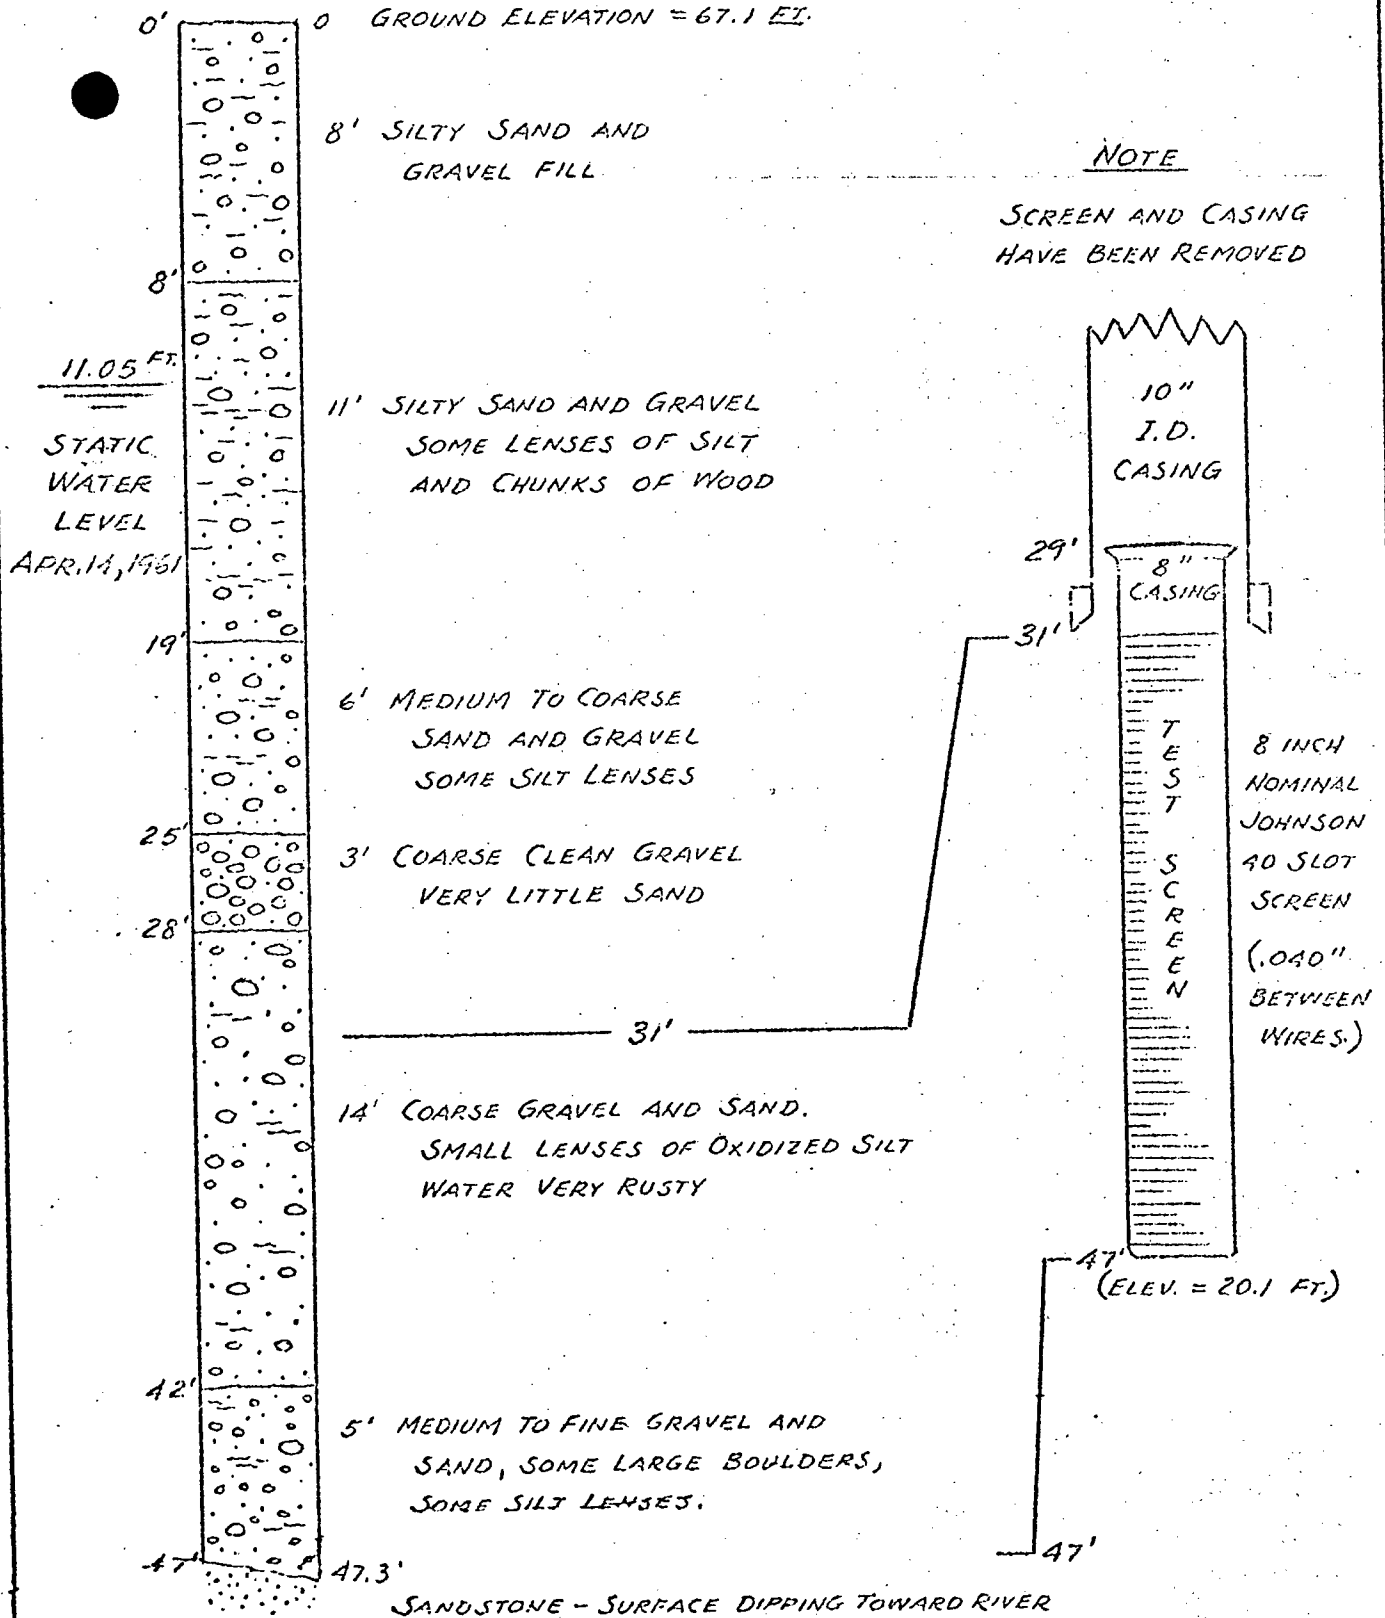 0' 0 GROUND ELEVATION = 67.1 FT.
8' SILTY SAND AND
GRAVEL FILL
NOTE
SCREEN AND CASING
HAVE BEEN REMOVED
8'
11.05 FT.
STATIC
WATER
LEVEL
APR. 14, 1961
11' SILTY SAND AND GRAVEL
SOME LENSES OF SILT
AND CHUNKS OF WOOD
10"
I.D.
CASING
29'
8"
CASING
31'
19'
6' MEDIUM TO COARSE
SAND AND GRAVEL
SOME SILT LENSES
TEST SCREEN
8 INCH
NOMINAL
JOHNSON
40 SLOT
SCREEN
(.040"
BETWEEN
WIRES.)
25'
3' COARSE CLEAN GRAVEL
VERY LITTLE SAND
28'
31'
14' COARSE GRAVEL AND SAND.
SMALL LENSES OF OXIDIZED SILT
WATER VERY RUSTY
47'
(ELEV. = 20.1 FT.)
42'
5' MEDIUM TO FINE GRAVEL AND
SAND, SOME LARGE BOULDERS,
SOME SILT LENSES.
47' 47.3'
47'
SANDSTONE - SURFACE DIPPING TOWARD RIVER